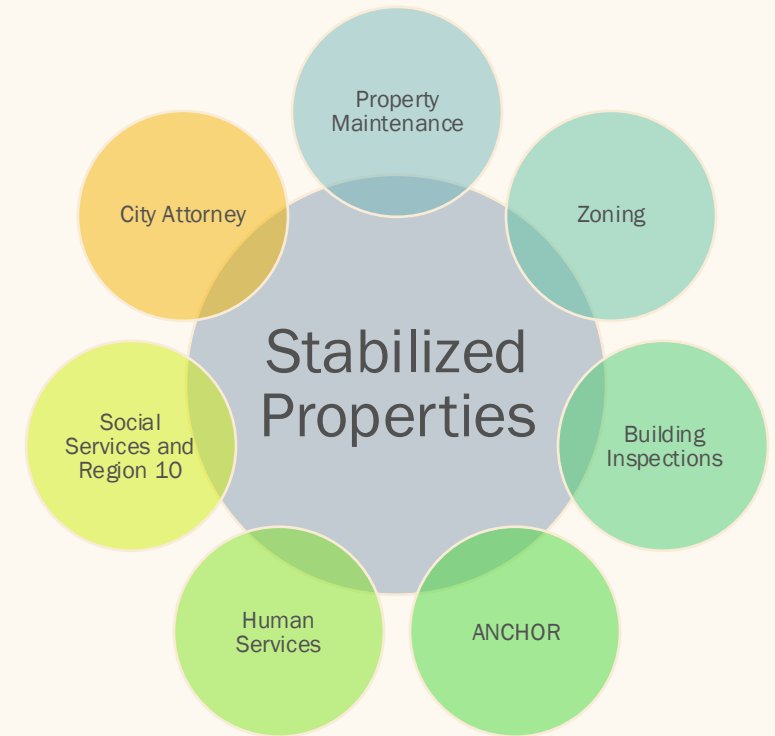 Property
Maintenance
City Attorney
Zoning
Stabilized
Properties
Social
Services and
Region 10
Building
Inspections
Human
Services
ANCHOR